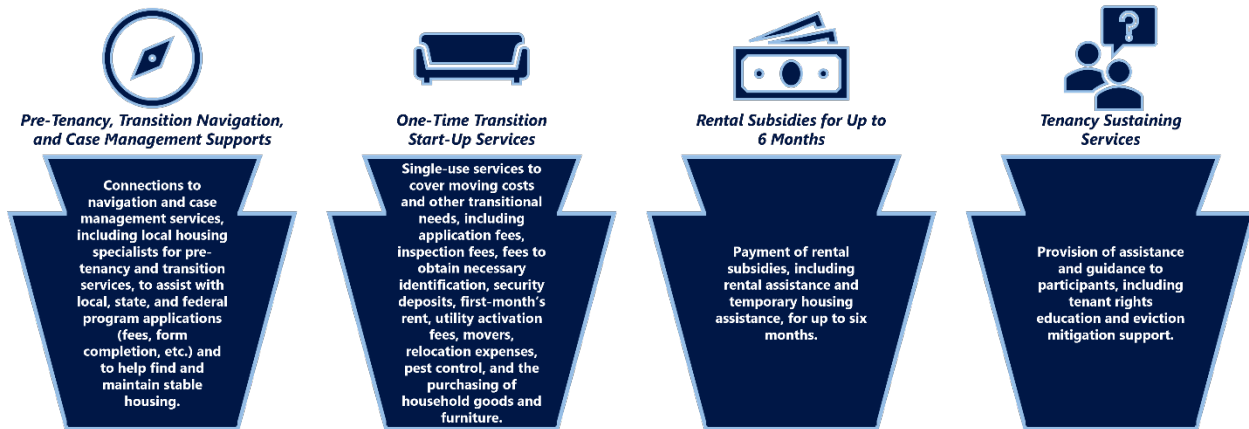 ?
Pre-Tenancy, Transition Navigation,
and Case Management Supports
Connections to
navigation and case
management services,
including local housing
specialists for pre-
tenancy and transition
services, to assist with
local, state, and federal
program applications
(fees, form
completion, etc.) and
to help find and
maintain stable
housing.
One-Time Transition
Start-Up Services
Single-use services to
cover moving costs
and other transitional
needs, including
application fees,
inspection fees, fees to
obtain necessary
identification, security
deposits, first-month's
rent, utility activation
fees, movers,
relocation expenses,
pest control, and the
purchasing of
household goods and
furniture.
Rental Subsidies for Up to
6 Months
Payment of rental
subsidies, including
rental assistance and
temporary housing
assistance, for up to six
months.
Tenancy Sustaining
Services
Provision of assistance
and guidance to
participants, including
tenant rights
education and eviction
mitigation support.